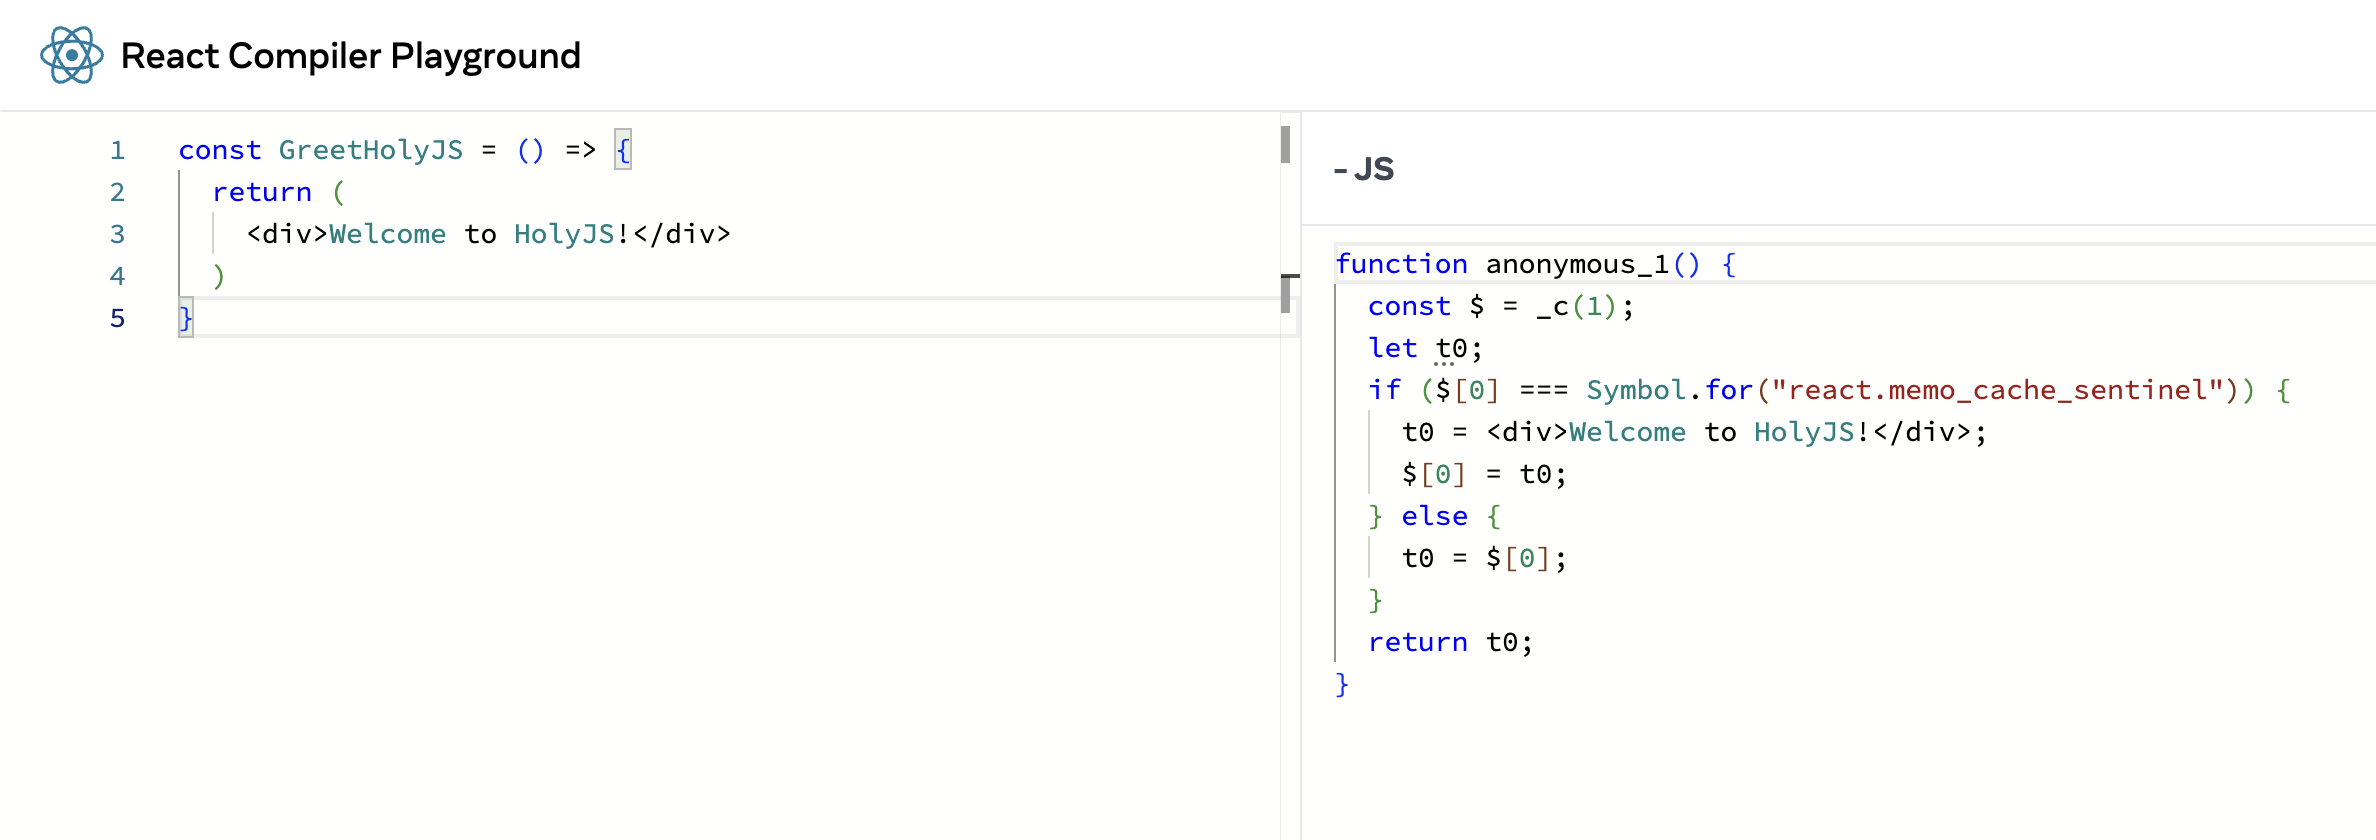 React Compiler Playground
1 const GreetHolyJS = () => {
2   return (
3     <div>Welcome to HolyJS!</div>
4   )
5 }
- JS
function anonymous_1() {
  const $ = _c(1);
  let t0;
  if ($[0] === Symbol.for("react.memo_cache_sentinel")) {
    t0 = <div>Welcome to HolyJS!</div>;
    $[0] = t0;
  } else {
    t0 = $[0];
  }
  return t0;
}